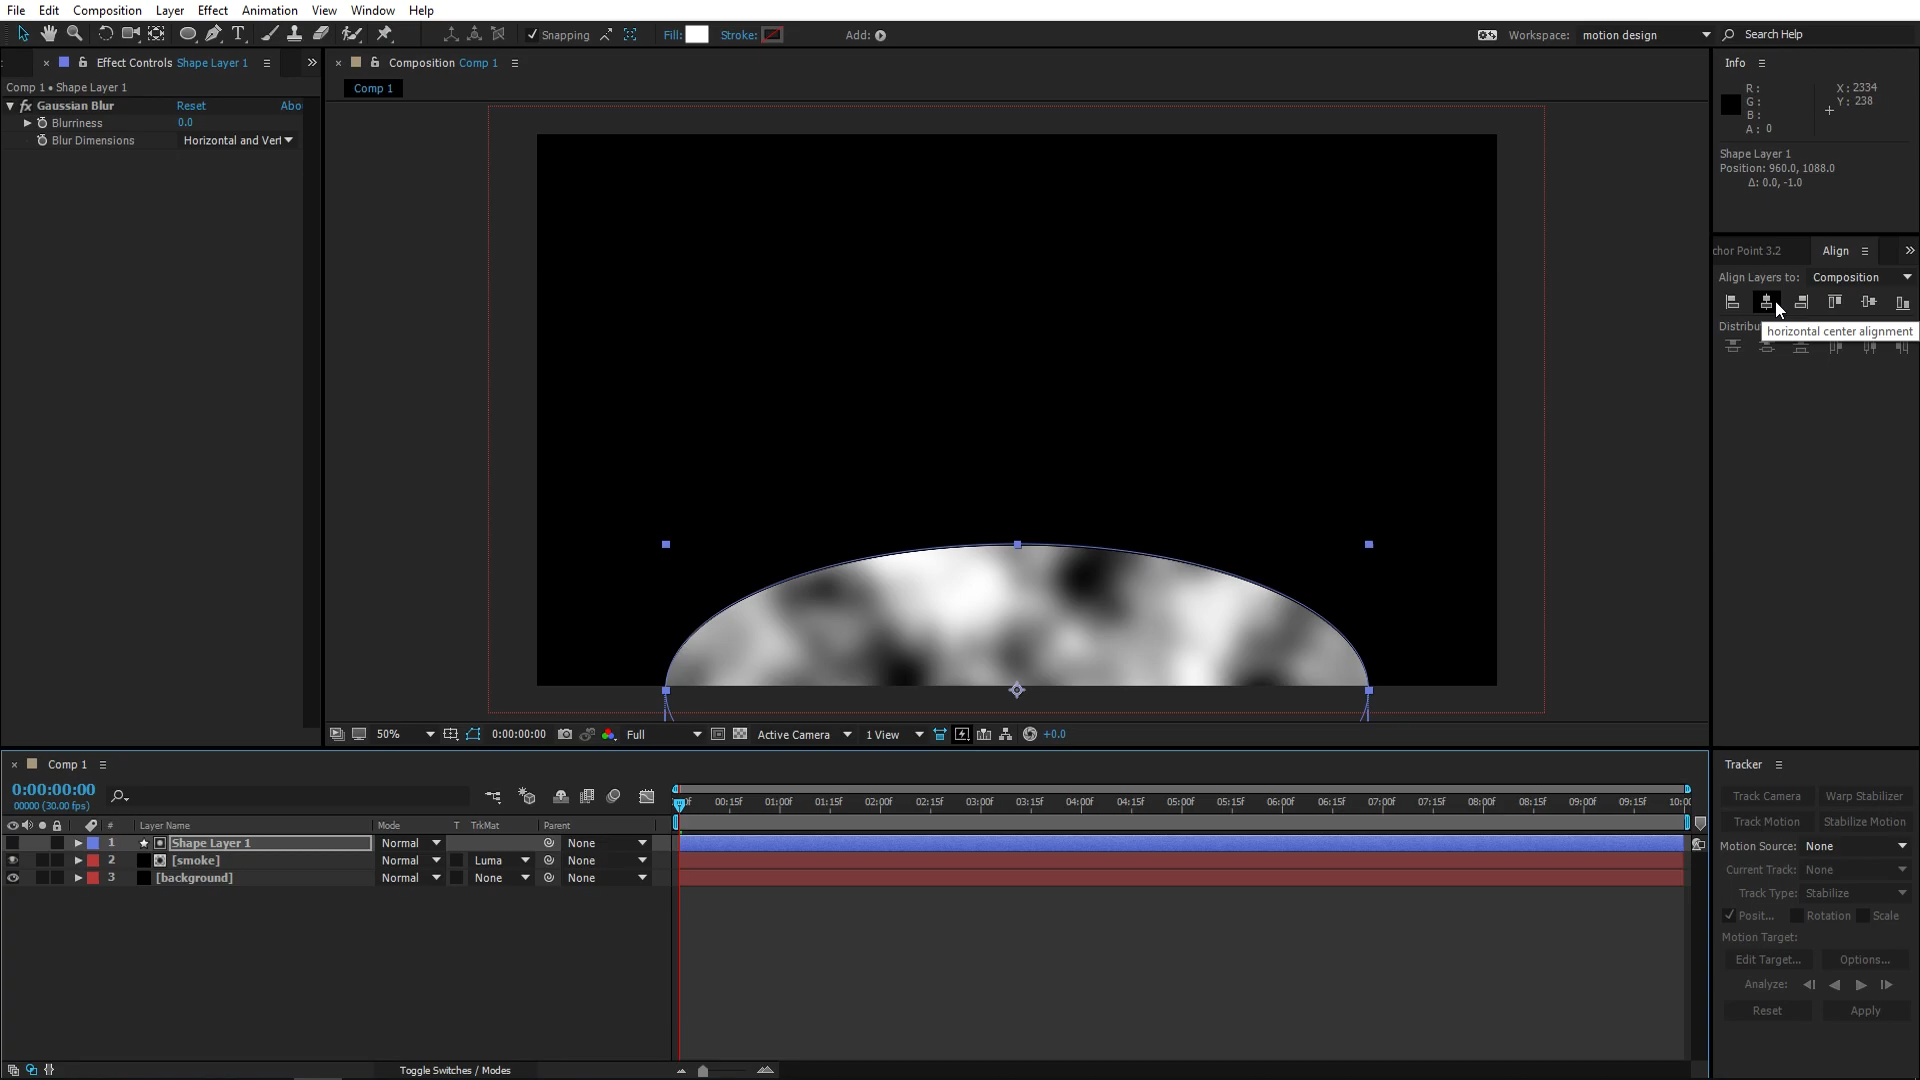 File Edit Composition Layer Effect Animation View Window Help
Snapping Fill: Stroke: Add: Workspace: motion design Search Help
Effect Controls Shape Layer 1
Comp 1 • Shape Layer 1
fx Gaussian Blur Reset Abo
Blurriness 0.0
Blur Dimensions Horizontal and Vert
Composition Comp 1
Comp 1
Info
R: X: 2334
G: Y: 238
B:
A: 0
Shape Layer 1
Position: 960.0, 1088.0
Δ: 0.0, -1.0
chor Point 3.2 Align
Align Layers to: Composition
Distribu
horizontal center alignment
50% 0:00:00:00 Full Active Camera 1 View +0.0
Comp 1
0:00:00:00
00000 (30.00 fps)
00:15f 01:00f 01:15f 02:00f 02:15f 03:00f 03:15f 04:00f 04:15f 05:00f 05:15f 06:00f 06:15f 07:00f 07:15f 08:00f 08:15f 09:00f 09:15f 10:0
# Layer Name Mode T TrkMat Parent
1 Shape Layer 1 Normal None
2 [smoke] Normal Luma None
3 [background] Normal None None
Toggle Switches / Modes
Tracker
Track Camera Warp Stabilizer
Track Motion Stabilize Motion
Motion Source: None
Current Track: None
Track Type: Stabilize
Posit... Rotation Scale
Motion Target:
Edit Target... Options...
Analyze:
Reset Apply